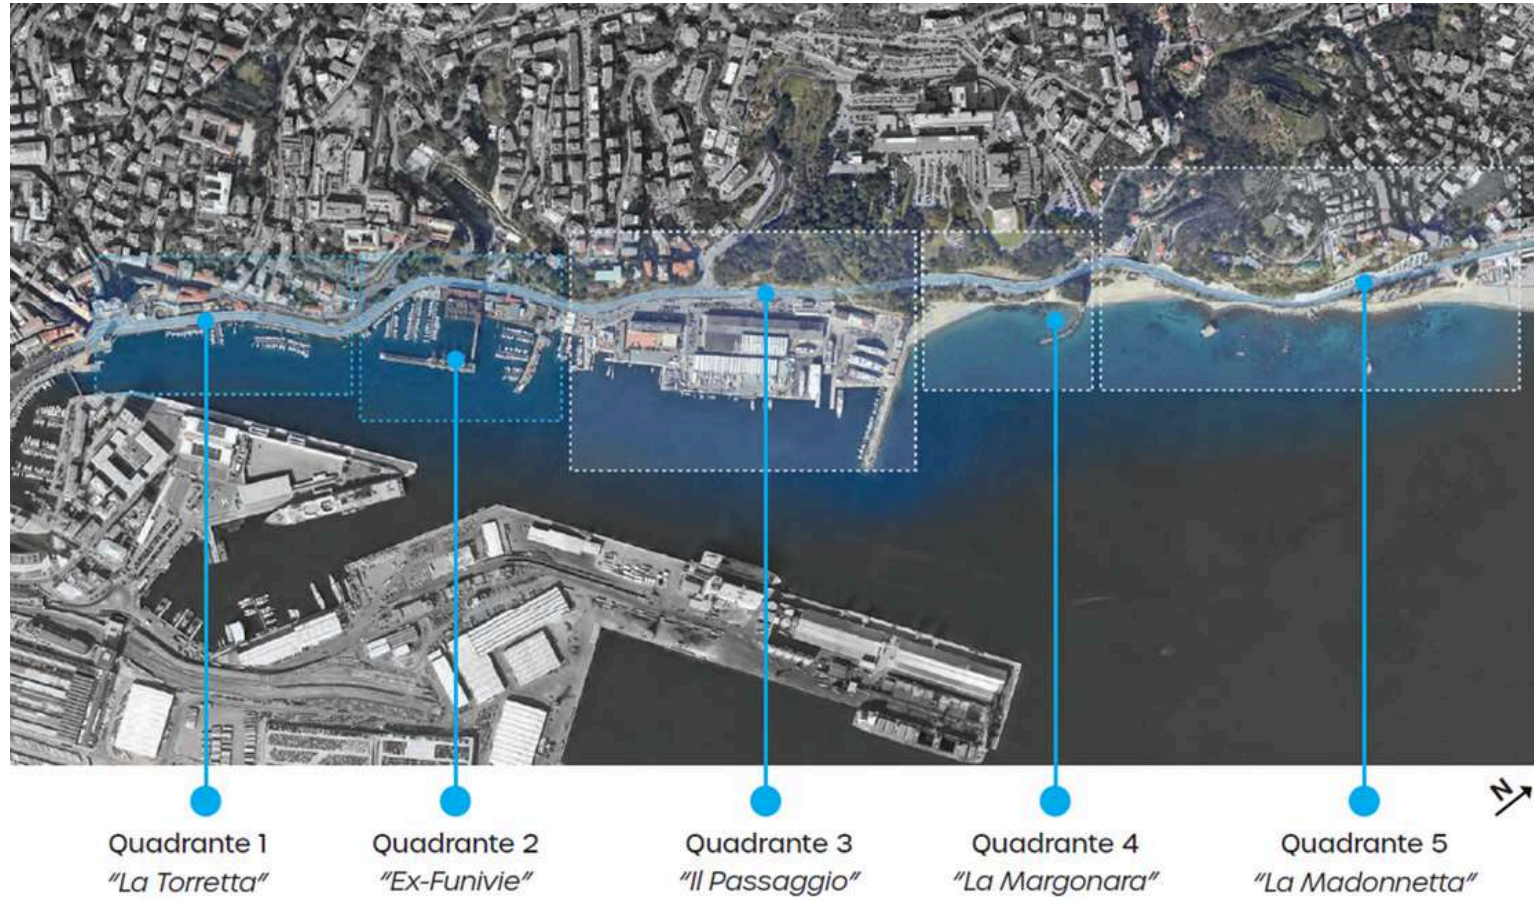 N
Quadrante 1
"La Torretta"
Quadrante 2
"Ex-Funivie"
Quadrante 3
"Il Passaggio"
Quadrante 4
"La Margonara"
Quadrante 5
"La Madonnetta"